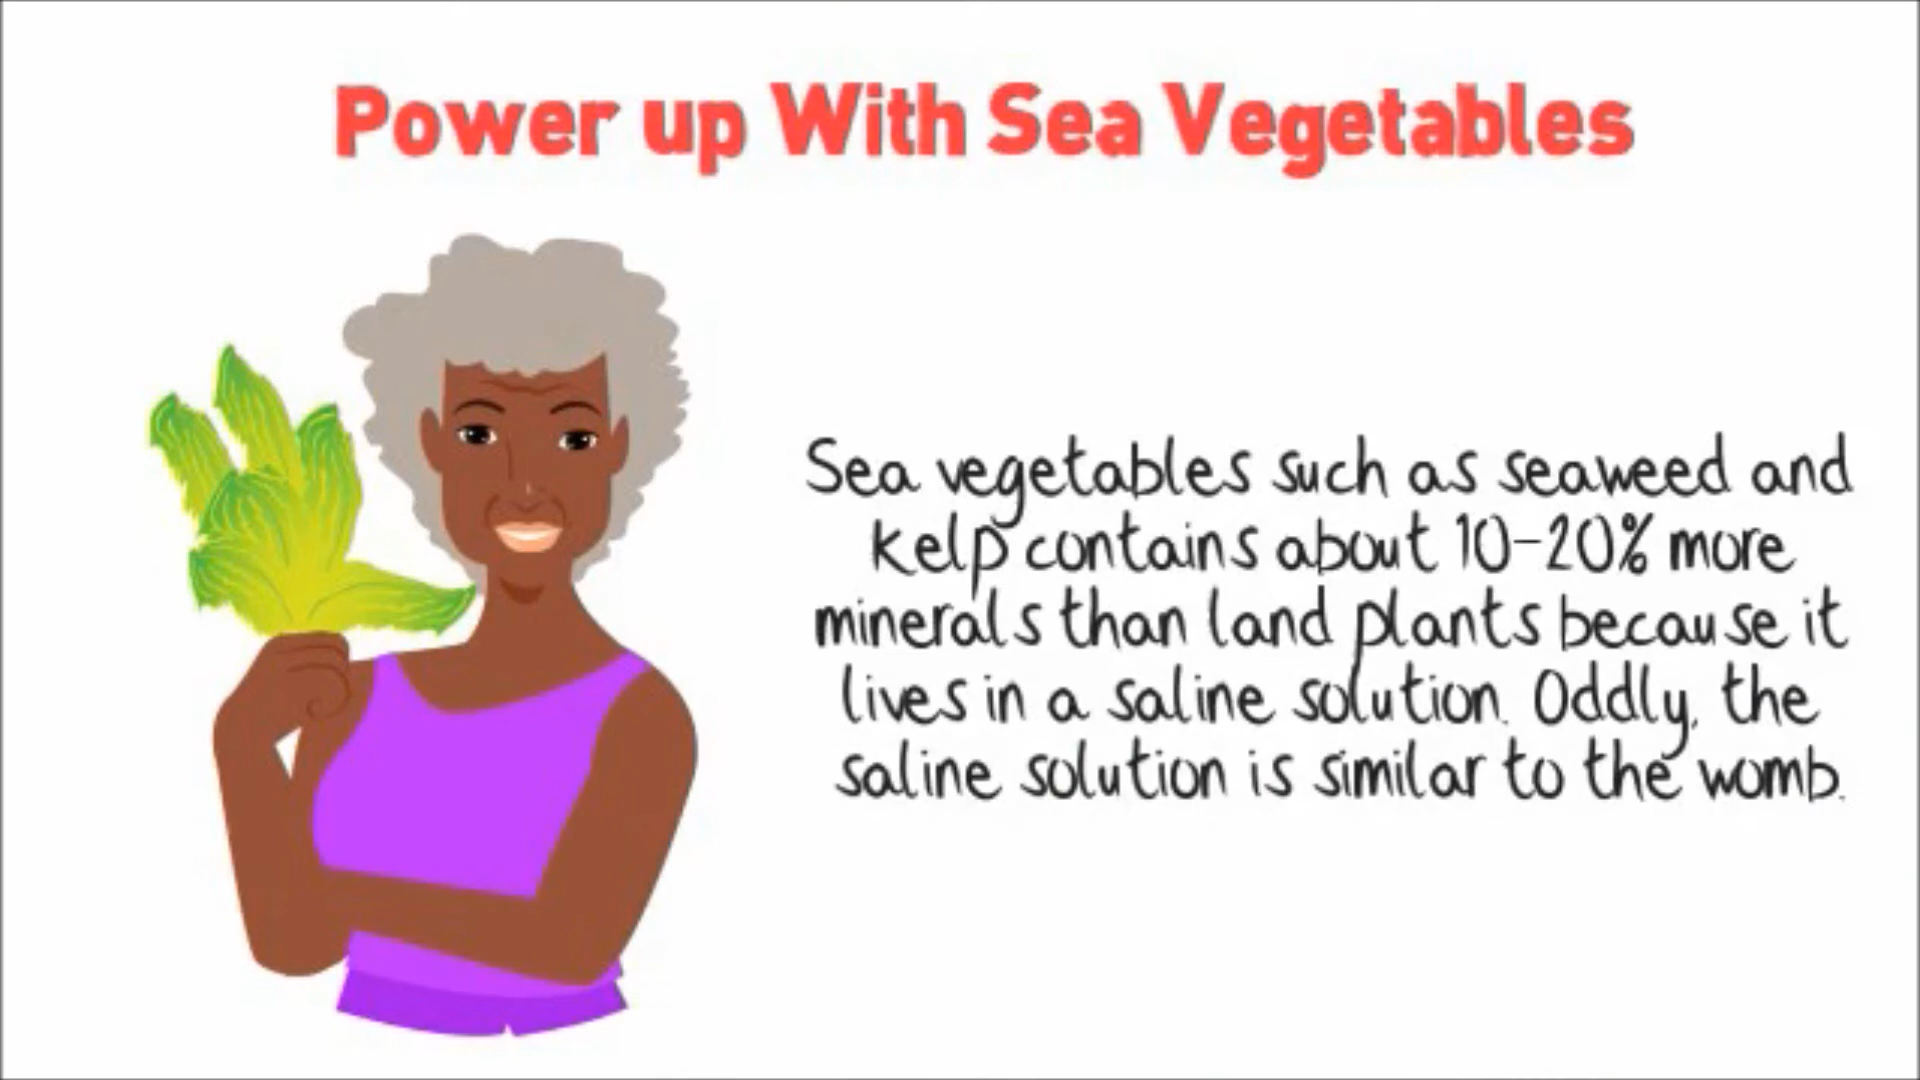 Power up With Sea Vegetables
Sea vegetables such as seaweed and
kelp contains about 10-20% more
minerals than land plants because it
lives in a saline solution. Oddly, the
saline solution is similar to the womb.